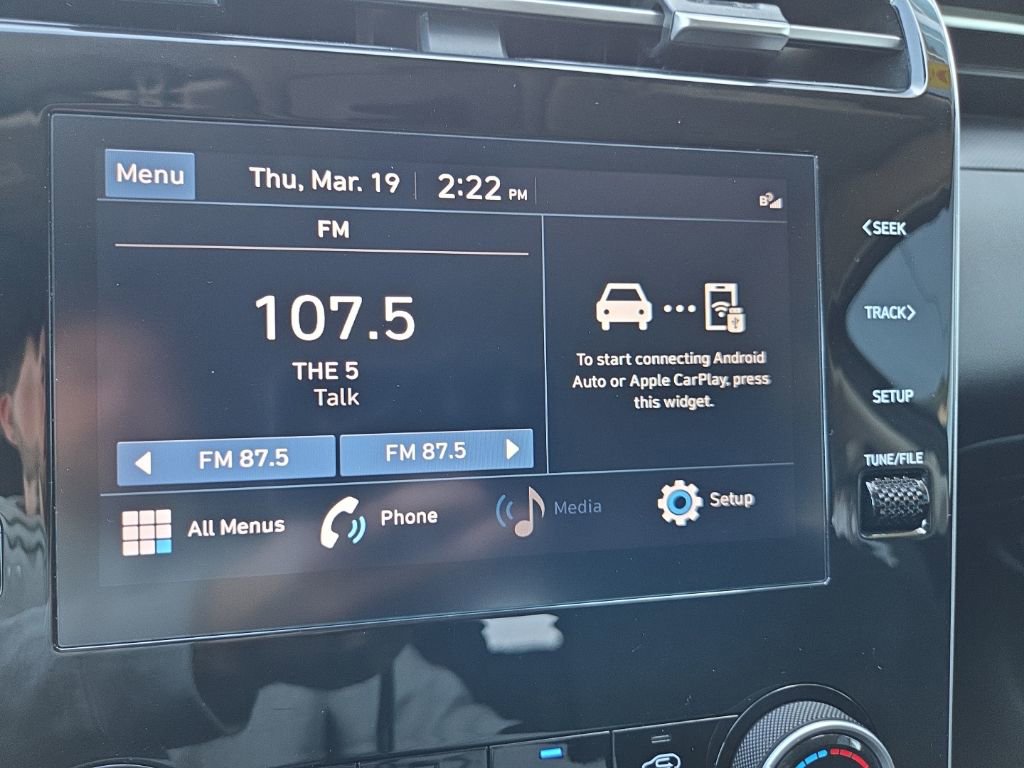 Menu
Thu, Mar. 19
2:22 PM
FM
107.5
THE 5
Talk
FM 87.5
FM 87.5
To start connecting Android
Auto or Apple CarPlay, press
this widget.
All Menus
Phone
Media
Setup
<SEEK
TRACK>
SETUP
TUNE/FILE